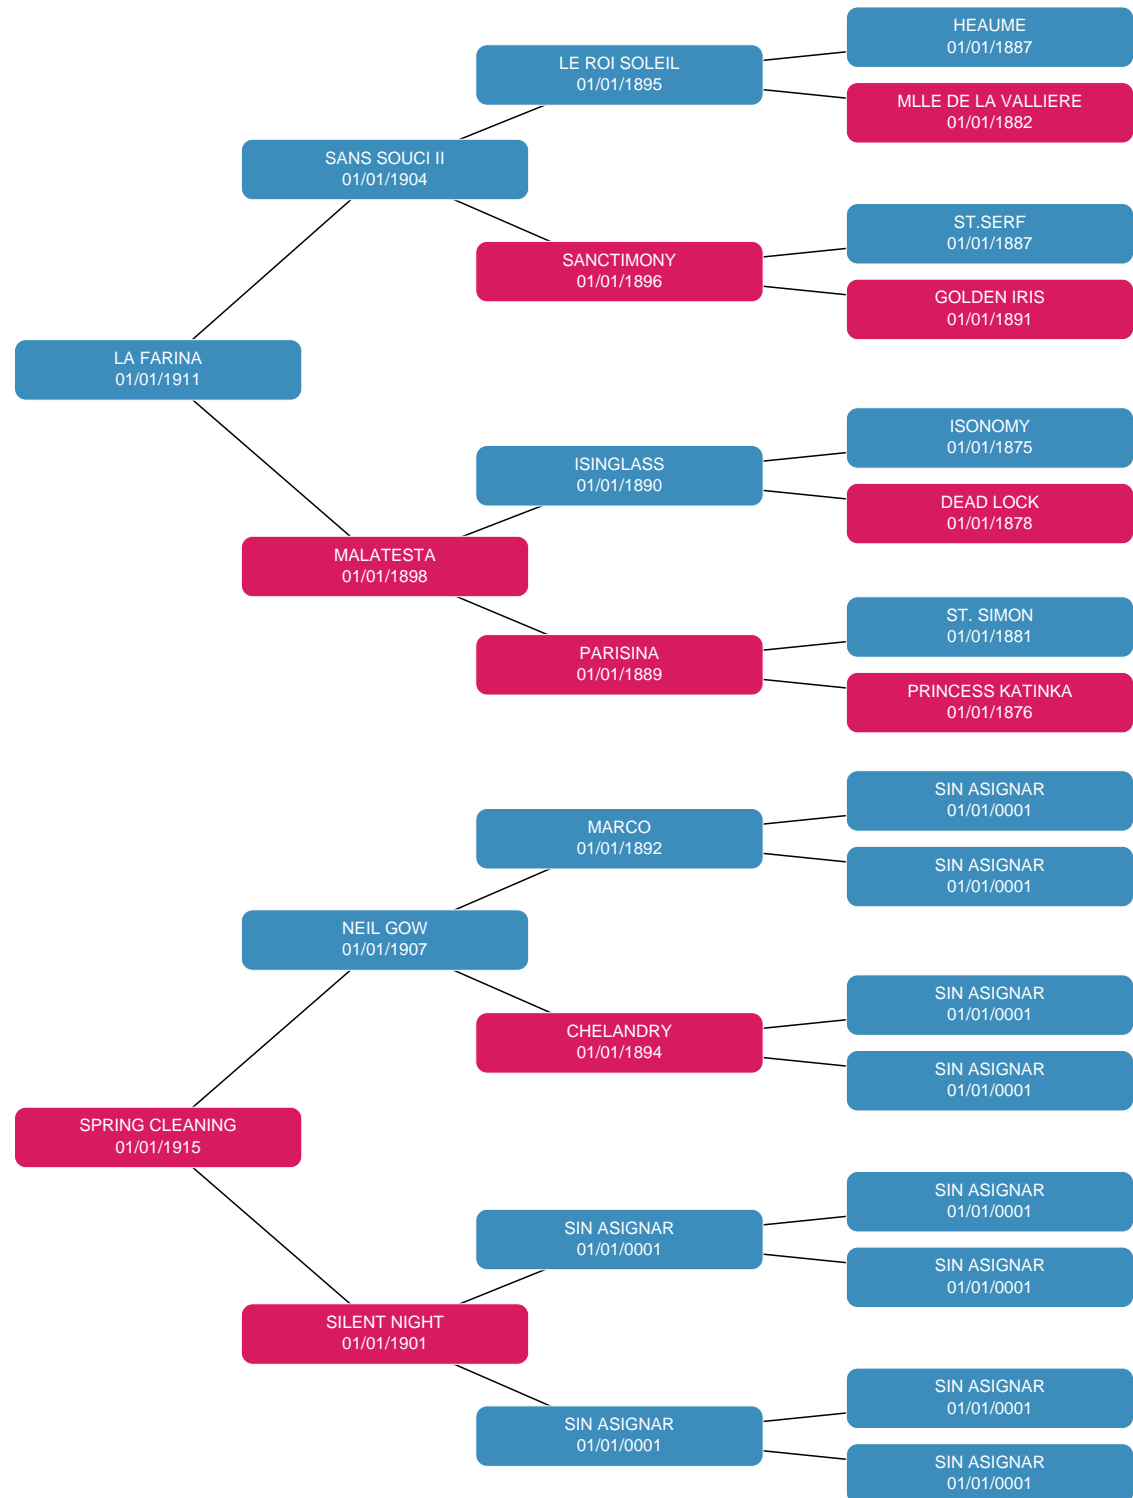 HEAUME
01/01/1887
LE ROI SOLEIL
01/01/1895
MLLE DE LA VALLIERE
01/01/1882
SANS SOUCI II
01/01/1904
ST.SERF
01/01/1887
SANCTIMONY
01/01/1896
GOLDEN IRIS
01/01/1891
LA FARINA
01/01/1911
ISONOMY
01/01/1875
ISINGLASS
01/01/1890
DEAD LOCK
01/01/1878
MALATESTA
01/01/1898
ST. SIMON
01/01/1881
PARISINA
01/01/1889
PRINCESS KATINKA
01/01/1876
SIN ASIGNAR
01/01/0001
MARCO
01/01/1892
SIN ASIGNAR
01/01/0001
NEIL GOW
01/01/1907
SIN ASIGNAR
01/01/0001
CHELANDRY
01/01/1894
SIN ASIGNAR
01/01/0001
SPRING CLEANING
01/01/1915
SIN ASIGNAR
01/01/0001
SIN ASIGNAR
01/01/0001
SIN ASIGNAR
01/01/0001
SILENT NIGHT
01/01/1901
SIN ASIGNAR
01/01/0001
SIN ASIGNAR
01/01/0001
SIN ASIGNAR
01/01/0001